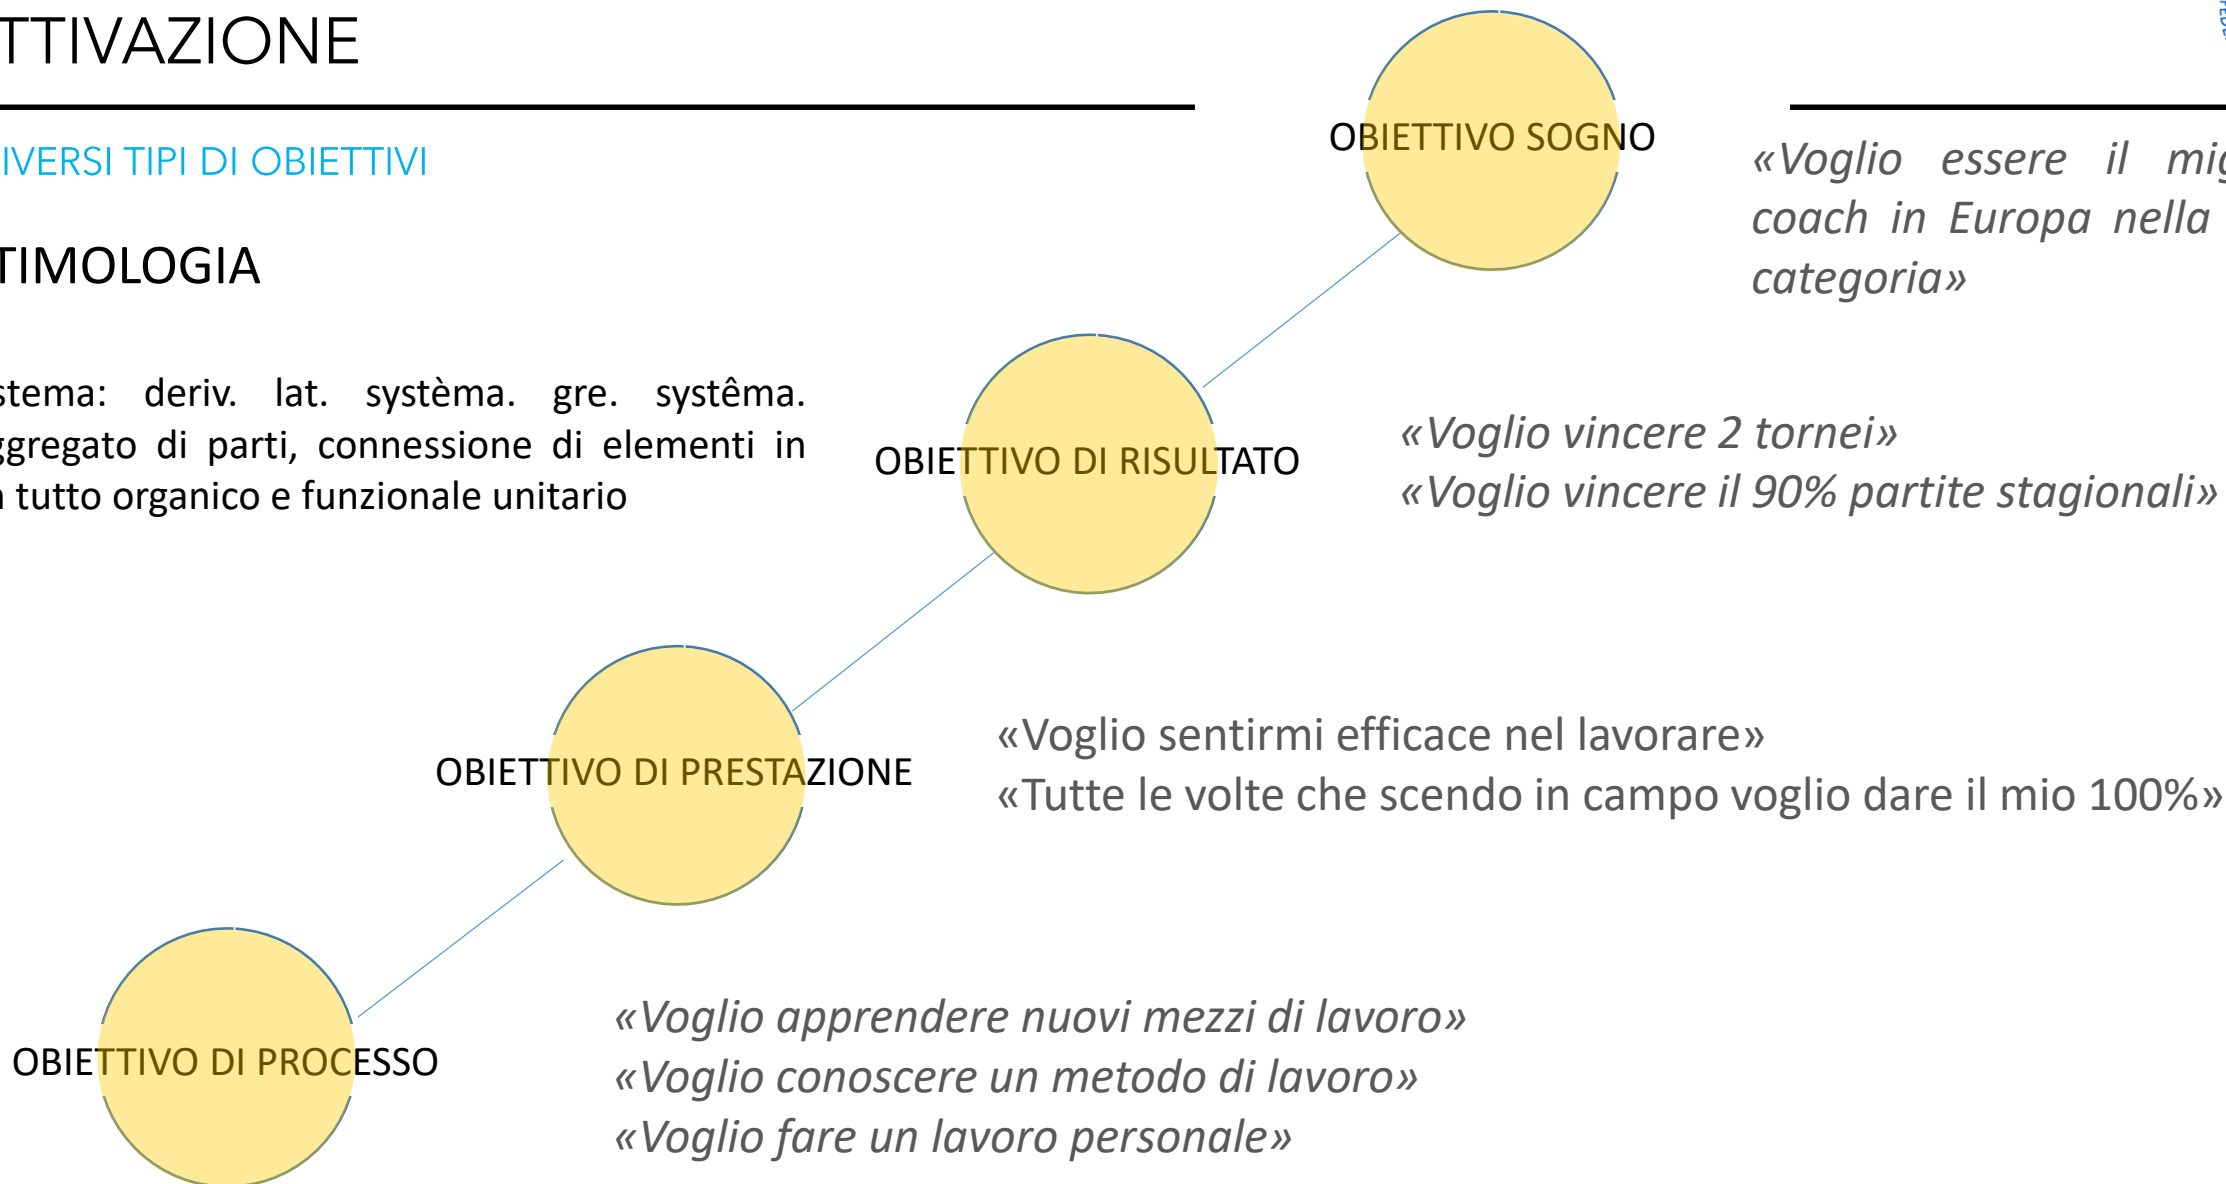 TTIVAZIONE
IVERSI TIPI DI OBIETTIVI
TIMOLOGIA
stema: deriv. lat. systèma. gre. systêma.
ggregato di parti, connessione di elementi in
tutto organico e funzionale unitario
OBIETTIVO SOGNO
«Voglio essere il mig
coach in Europa nella
categoria»
OBIETTIVO DI RISULTATO
«Voglio vincere 2 tornei»
«Voglio vincere il 90% partite stagionali»
OBIETTIVO DI PRESTAZIONE
«Voglio sentirmi efficace nel lavorare»
«Tutte le volte che scendo in campo voglio dare il mio 100%»
OBIETTIVO DI PROCESSO
«Voglio apprendere nuovi mezzi di lavoro»
«Voglio conoscere un metodo di lavoro»
«Voglio fare un lavoro personale»